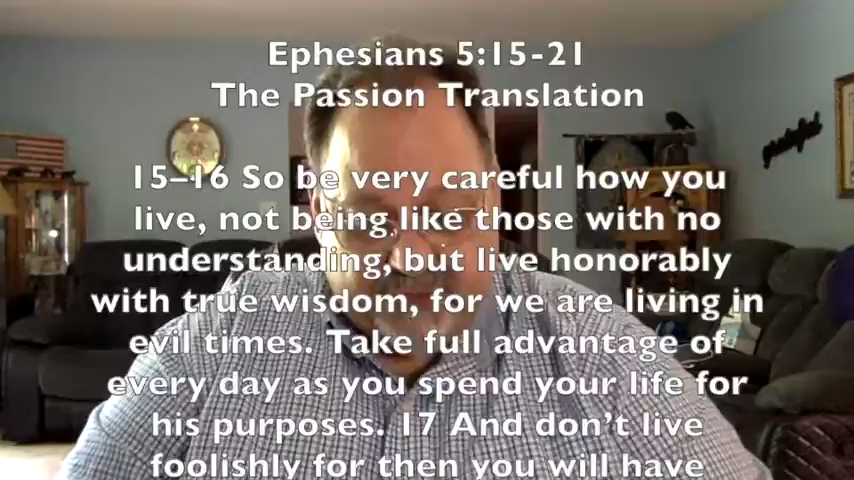 Ephesians 5:15-21
The Passion Translation
15–16 So be very careful how you
live, not being like those with no
understanding, but live honorably
with true wisdom, for we are living in
evil times. Take full advantage of
every day as you spend your life for
his purposes. 17 And don’t live
foolishly for then you will have